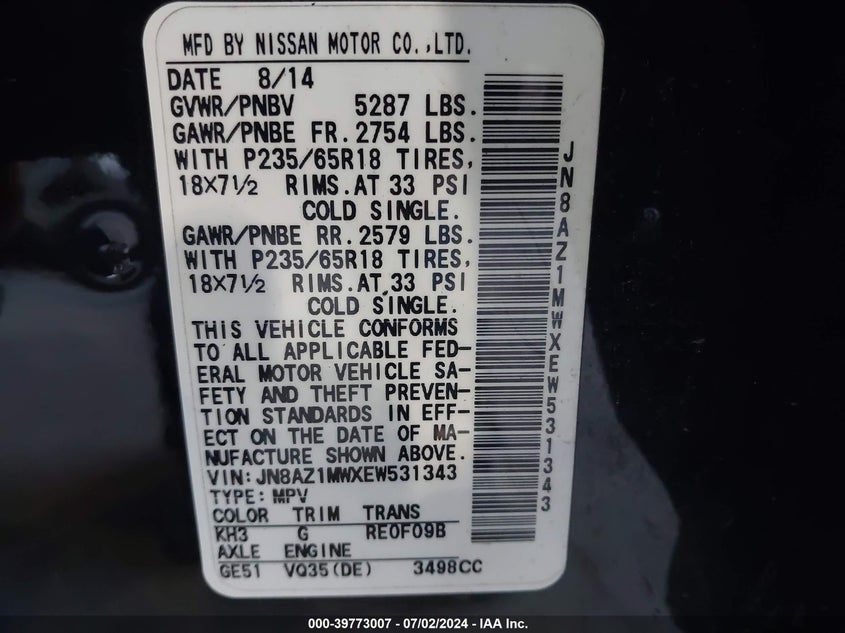 MFD BY NISSAN MOTOR CO.,LTD.
DATE 8/14
GVWR/PNBV 5287 LBS.
GAWR/PNBE FR. 2754 LBS.
WITH P235/65R18 TIRES,
18×7½ RIMS. AT 33 PSI
COLD SINGLE.
GAWR/PNBE RR. 2579 LBS.
WITH P235/65R18 TIRES,
18×7½ RIMS. AT 33 PSI
COLD SINGLE.
THIS VEHICLE CONFORMS
TO ALL APPLICABLE FED-
ERAL MOTOR VEHICLE SA-
FETY AND THEFT PREVEN-
TION STANDARDS IN EFF-
ECT ON THE DATE OF MA-
NUFACTURE SHOWN ABOVE.
VIN: JN8AZ1MWXEW531343
TYPE: MPV
COLOR TRIM TRANS
KH3 G RE0F09B
AXLE ENGINE
GE51 VQ35(DE) 3498CC
JN8AZ1MWXEW531343
000-39773007 - 07/02/2024 - IAA Inc.